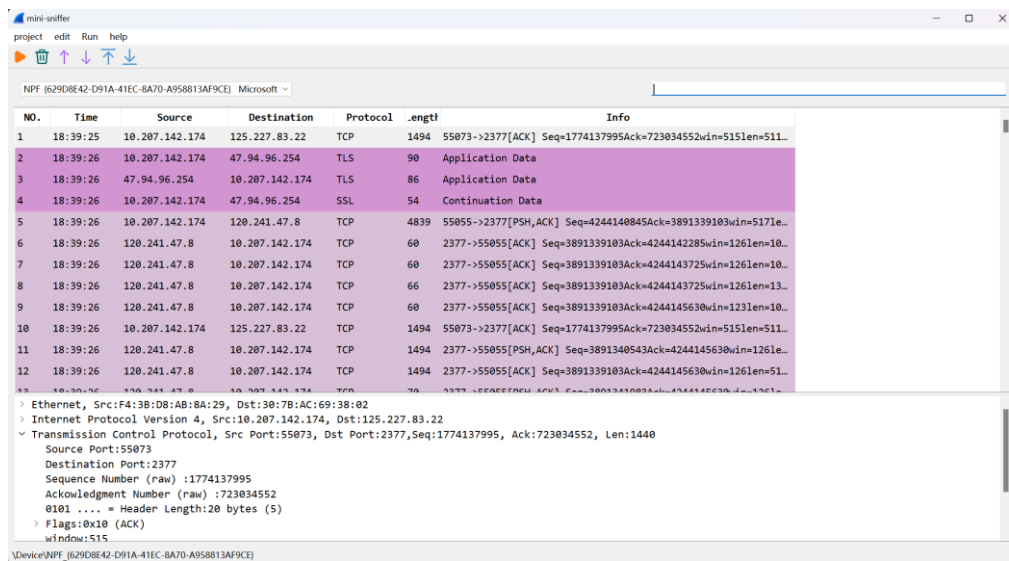 mini-sniffer
project edit Run help
NPF {629D8E42-D91A-41EC-8A70-A958813AF9CE} Microsoft
NO. Time Source Destination Protocol .ength Info
1 18:39:25 10.207.142.174 125.227.83.22 TCP 1494 55073->2377[ACK] Seq=1774137995Ack=723034552win=515len=511…
2 18:39:26 10.207.142.174 47.94.96.254 TLS 90 Application Data
3 18:39:26 47.94.96.254 10.207.142.174 TLS 86 Application Data
4 18:39:26 10.207.142.174 47.94.96.254 SSL 54 Continuation Data
5 18:39:26 10.207.142.174 120.241.47.8 TCP 4839 55055->2377[PSH,ACK] Seq=4244140845Ack=3891339103win=517le…
6 18:39:26 120.241.47.8 10.207.142.174 TCP 60 2377->55055[ACK] Seq=3891339103Ack=4244142285win=126len=10…
7 18:39:26 120.241.47.8 10.207.142.174 TCP 60 2377->55055[ACK] Seq=3891339103Ack=4244143725win=126len=10…
8 18:39:26 120.241.47.8 10.207.142.174 TCP 66 2377->55055[ACK] Seq=3891339103Ack=4244143725win=126len=13…
9 18:39:26 120.241.47.8 10.207.142.174 TCP 60 2377->55055[ACK] Seq=3891339103Ack=4244145630win=123len=10…
10 18:39:26 10.207.142.174 125.227.83.22 TCP 1494 55073->2377[ACK] Seq=1774137995Ack=723034552win=515len=511…
11 18:39:26 120.241.47.8 10.207.142.174 TCP 1494 2377->55055[PSH,ACK] Seq=3891340543Ack=4244145630win=126le…
12 18:39:26 120.241.47.8 10.207.142.174 TCP 1494 2377->55055[ACK] Seq=3891339103Ack=4244145630win=126len=51…
13 18:39:26 120.241.47.8 10.207.142.174 TCP
Ethernet, Src:F4:3B:D8:AB:8A:29, Dst:30:7B:AC:69:38:02
Internet Protocol Version 4, Src:10.207.142.174, Dst:125.227.83.22
Transmission Control Protocol, Src Port:55073, Dst Port:2377,Seq:1774137995, Ack:723034552, Len:1440
Source Port:55073
Destination Port:2377
Sequence Number (raw) :1774137995
Ackowledgment Number (raw) :723034552
0101 .... = Header Length:20 bytes (5)
Flags:0x10 (ACK)
window:515
\Device\NPF_{629D8E42-D91A-41EC-8A70-A958813AF9CE}